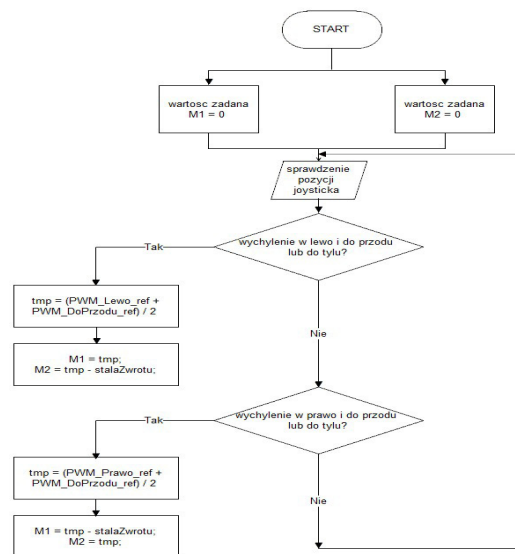 START
wartosc zadana
M1 = 0
wartosc zadana
M2 = 0
sprawdzenie
pozycji
joysticka
wychylenie w lewo i do przodu
lub do tylu?
Tak
tmp = (PWM_Lewo_ref +
PWM_DoPrzodu_ref) / 2
Nie
M1 = tmp;
M2 = tmp - stalaZwrotu;
wychylenie w prawo i do przodu
lub do tylu?
Tak
tmp = (PWM_Prawo_ref +
PWM_DoPrzodu_ref) / 2
Nie
M1 = tmp - stalaZwrotu;
M2 = tmp;